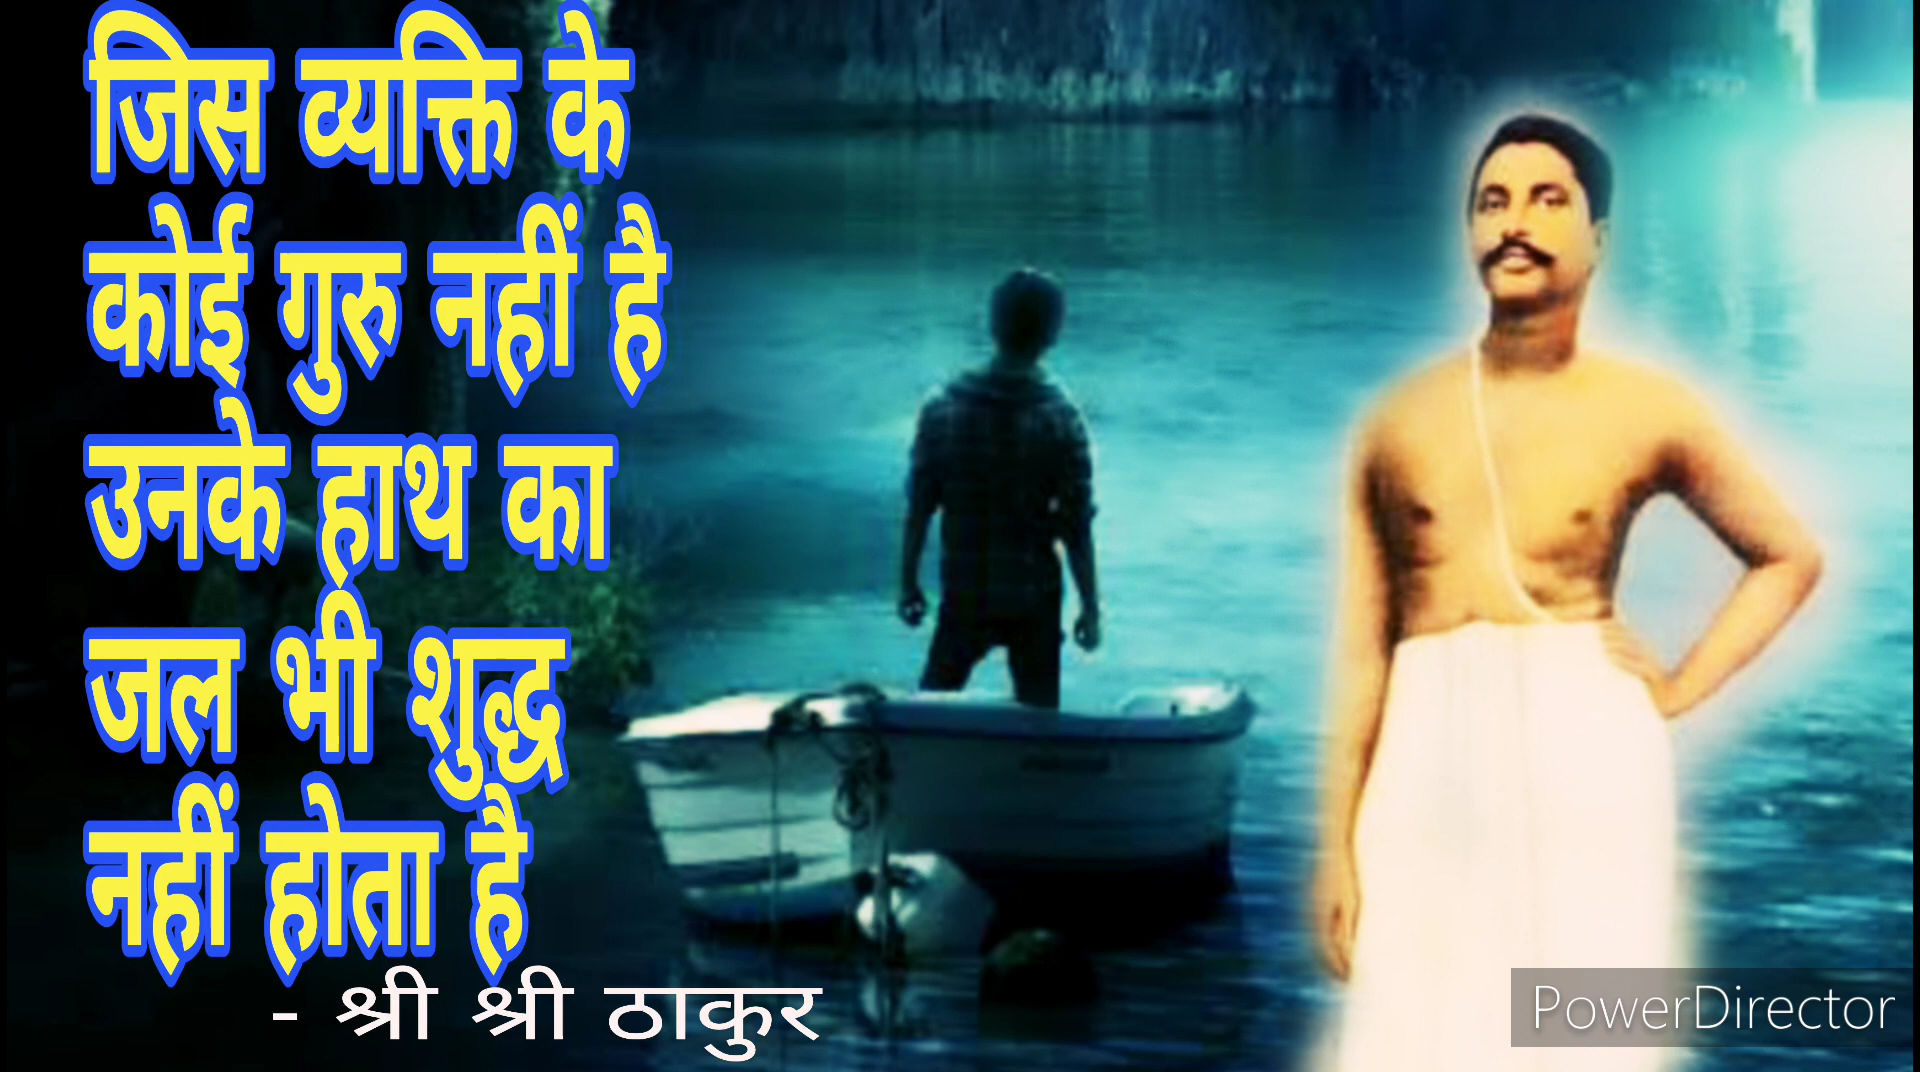 जिस व्यक्ति के
कोई गुरु नहीं है
उनके हाथ का
जल भी शुद्ध
नहीं होता है
- श्री श्री ठाकुर
PowerDirector